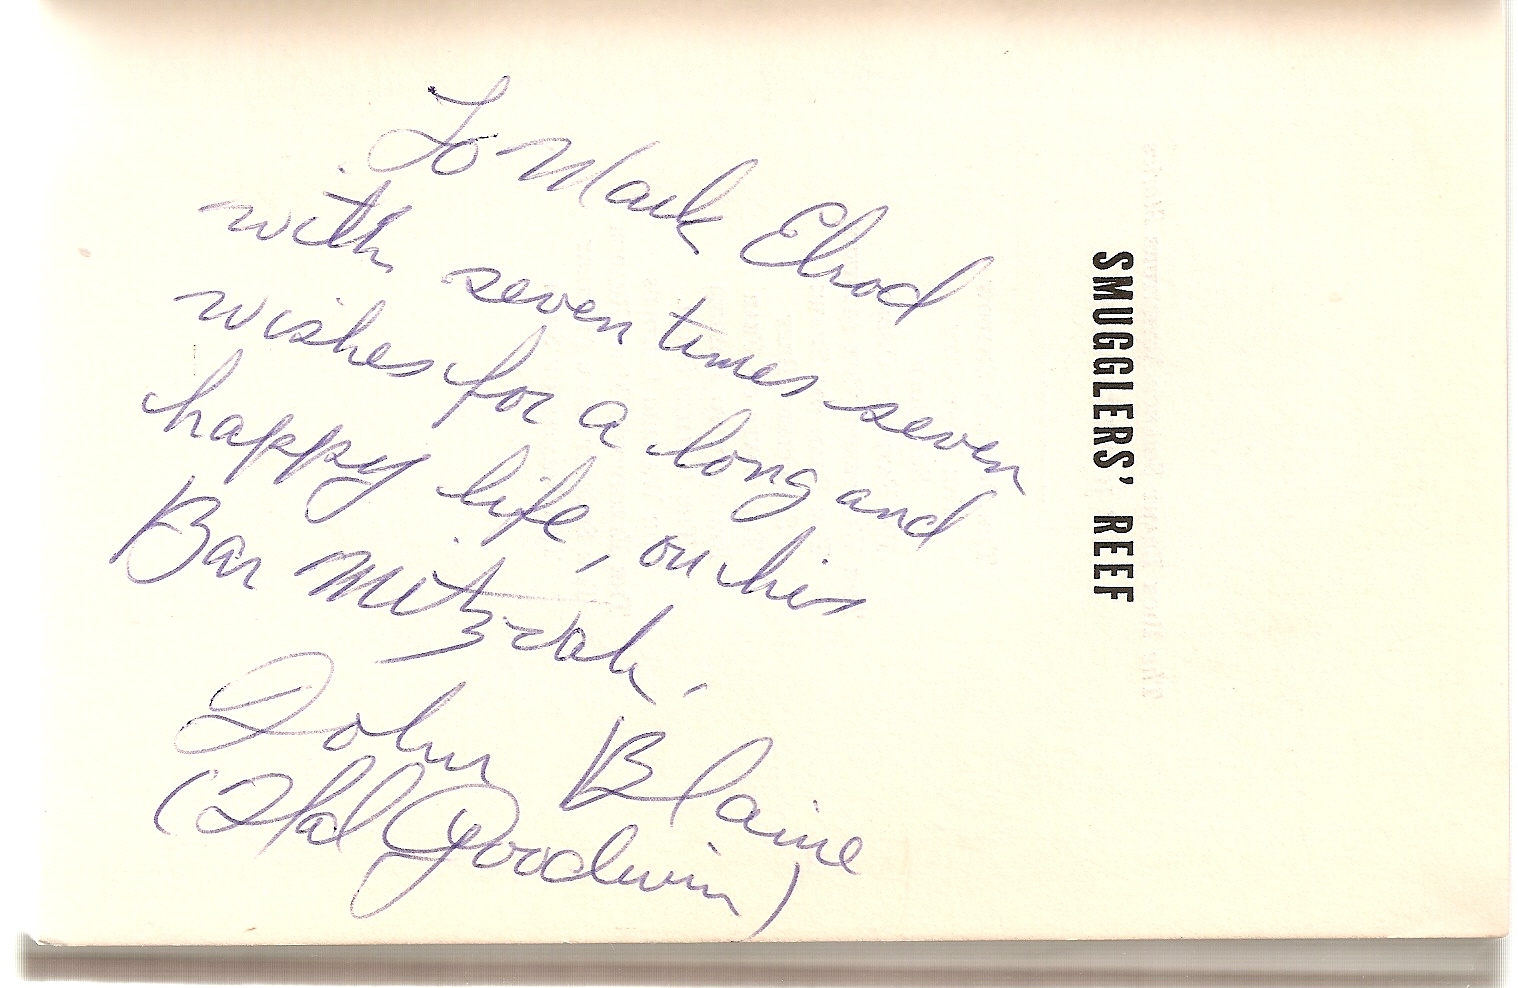 To Mark Elrod
with seven times seven
wishes for a long and
happy life, on his
Bar Mitzvah,
John Blaine
(Hal Goodwin)
SMUGGLERS' REEF